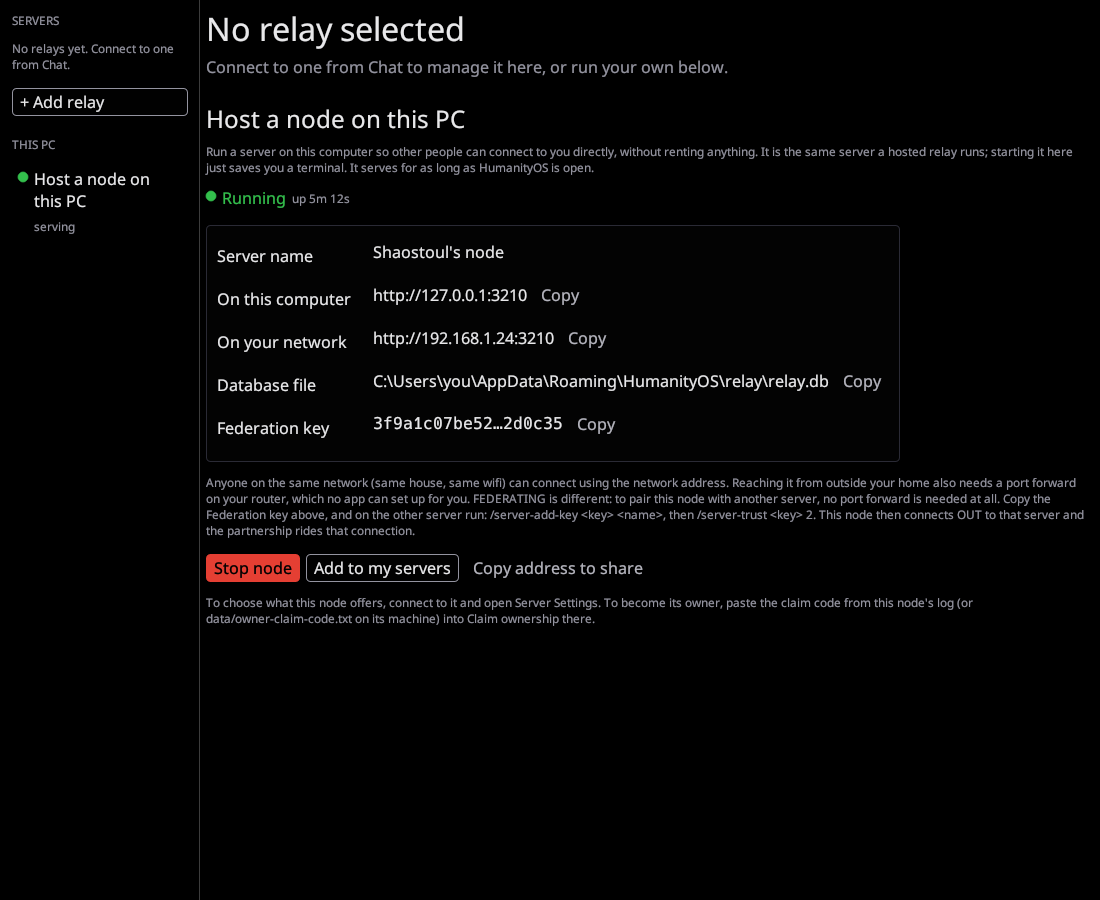 SERVERS
No relays yet. Connect to one
from Chat.
+ Add relay
THIS PC
Host a node on
this PC
serving
No relay selected
Connect to one from Chat to manage it here, or run your own below.
Host a node on this PC
Run a server on this computer so other people can connect to you directly, without renting anything. It is the same server a hosted relay runs; starting it here
just saves you a terminal. It serves for as long as HumanityOS is open.
Running up 5m 12s
Server name Shaostoul's node
On this computer http://127.0.0.1:3210 Copy
On your network http://192.168.1.24:3210 Copy
Database file C:\Users\you\AppData\Roaming\HumanityOS\relay\relay.db Copy
Federation key 3f9a1c07be52…2d0c35 Copy
Anyone on the same network (same house, same wifi) can connect using the network address. Reaching it from outside your home also needs a port forward
on your router, which no app can set up for you. FEDERATING is different: to pair this node with another server, no port forward is needed at all. Copy the
Federation key above, and on the other server run: /server-add-key <key> <name>, then /server-trust <key> 2. This node then connects OUT to that server and
the partnership rides that connection.
Stop node Add to my servers Copy address to share
To choose what this node offers, connect to it and open Server Settings. To become its owner, paste the claim code from this node's log (or
data/owner-claim-code.txt on its machine) into Claim ownership there.